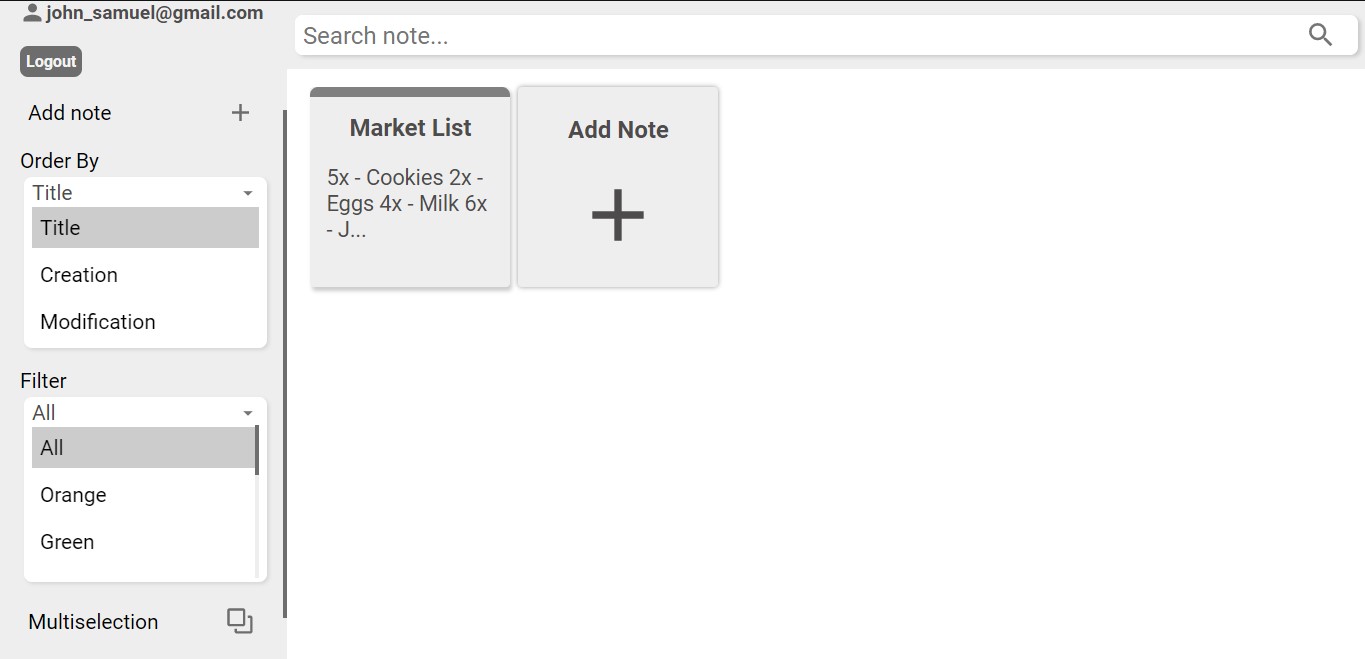 john_samuel@gmail.com
Logout
Add note
Order By
Title
Title
Creation
Modification
Filter
All
All
Orange
Green
Multiselection
Search note...
Market List
5x - Cookies 2x -
Eggs 4x - Milk 6x
- J...
Add Note